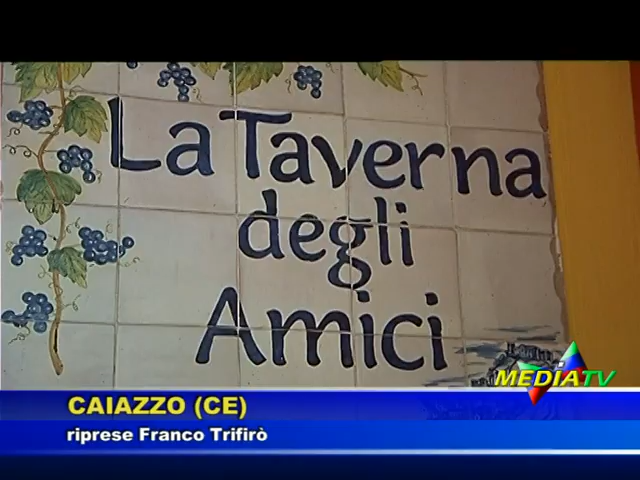 La Taverna
degli
Amici
MEDIATV
CAIAZZO (CE)
riprese Franco Trifirò